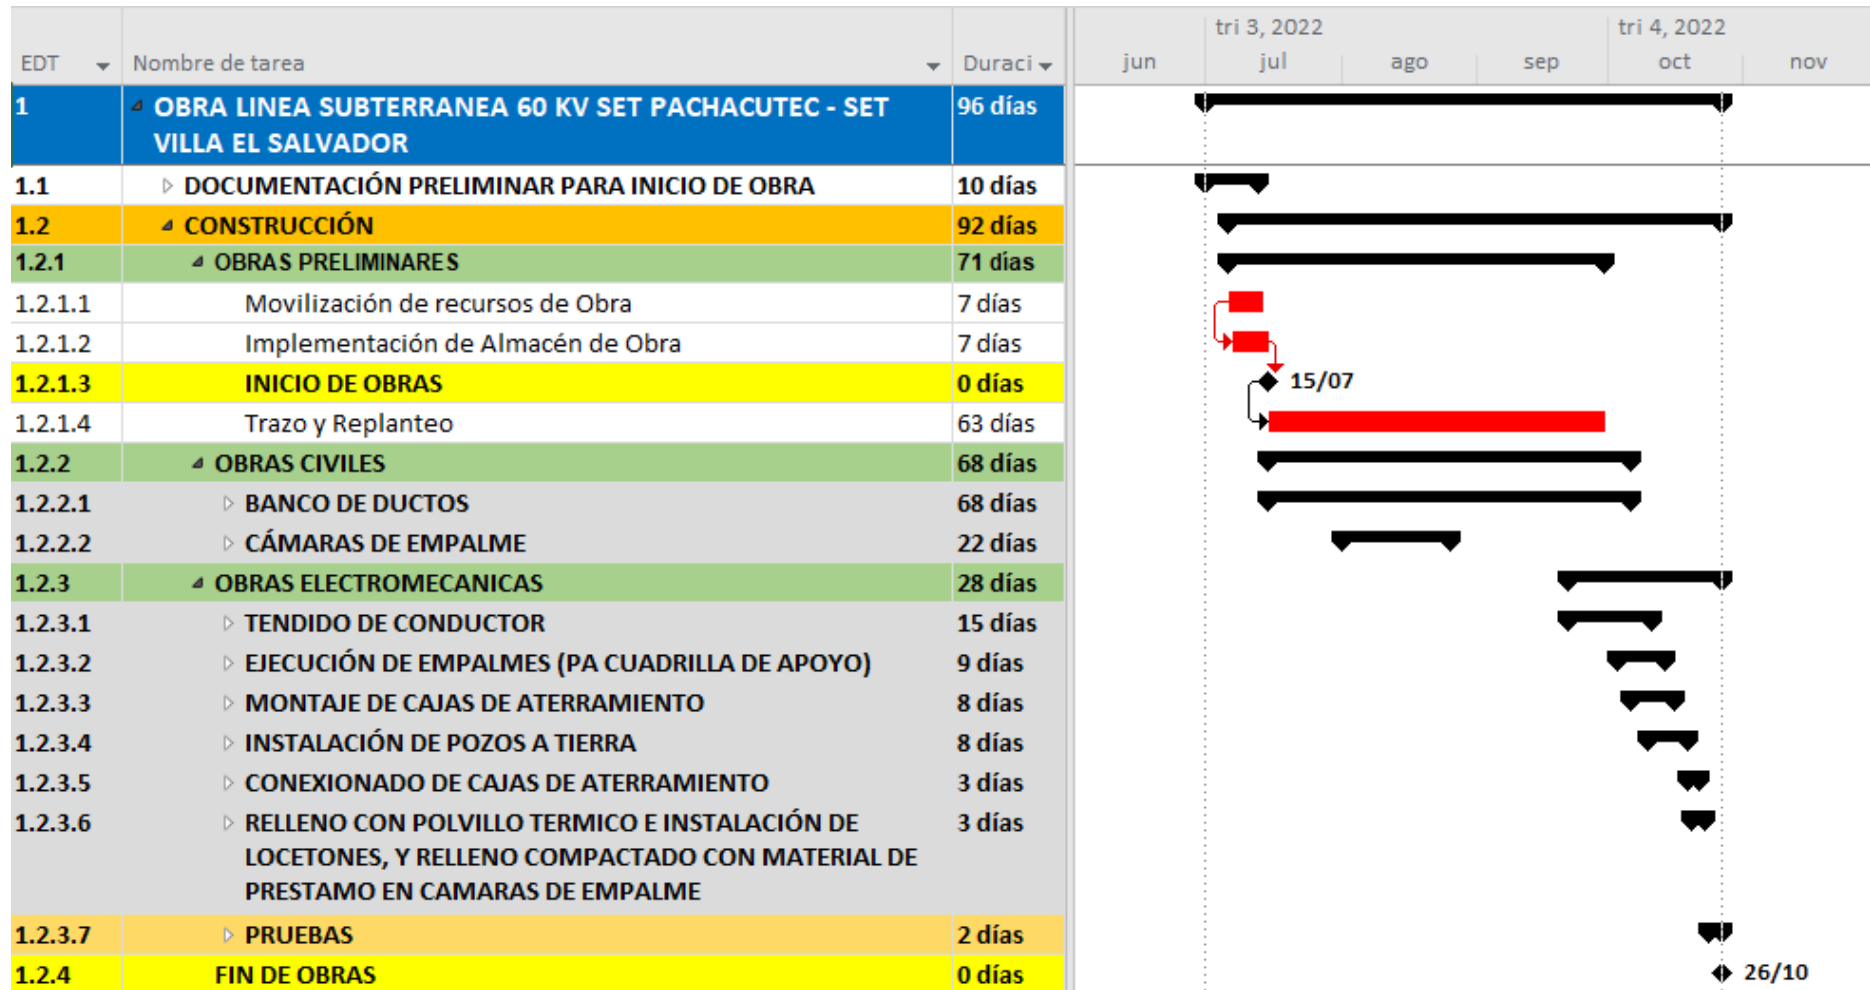 tri 3, 2022 tri 4, 2022
EDT Nombre de tarea Duraci jun jul ago sep oct nov
1 OBRA LINEA SUBTERRANEA 60 KV SET PACHACUTEC - SET 96 días
VILLA EL SALVADOR
1.1 DOCUMENTACIÓN PRELIMINAR PARA INICIO DE OBRA 10 días
1.2 CONSTRUCCIÓN 92 días
1.2.1 OBRAS PRELIMINARES 71 días
1.2.1.1 Movilización de recursos de Obra 7 días
1.2.1.2 Implementación de Almacén de Obra 7 días
1.2.1.3 INICIO DE OBRAS 0 días 15/07
1.2.1.4 Trazo y Replanteo 63 días
1.2.2 OBRAS CIVILES 68 días
1.2.2.1 BANCO DE DUCTOS 68 días
1.2.2.2 CÁMARAS DE EMPALME 22 días
1.2.3 OBRAS ELECTROMECANICAS 28 días
1.2.3.1 TENDIDO DE CONDUCTOR 15 días
1.2.3.2 EJECUCIÓN DE EMPALMES (PA CUADRILLA DE APOYO) 9 días
1.2.3.3 MONTAJE DE CAJAS DE ATERRAMIENTO 8 días
1.2.3.4 INSTALACIÓN DE POZOS A TIERRA 8 días
1.2.3.5 CONEXIONADO DE CAJAS DE ATERRAMIENTO 3 días
1.2.3.6 RELLENO CON POLVILLO TERMICO E INSTALACIÓN DE 3 días
LOCETONES, Y RELLENO COMPACTADO CON MATERIAL DE
PRESTAMO EN CAMARAS DE EMPALME
1.2.3.7 PRUEBAS 2 días
1.2.4 FIN DE OBRAS 0 días 26/10